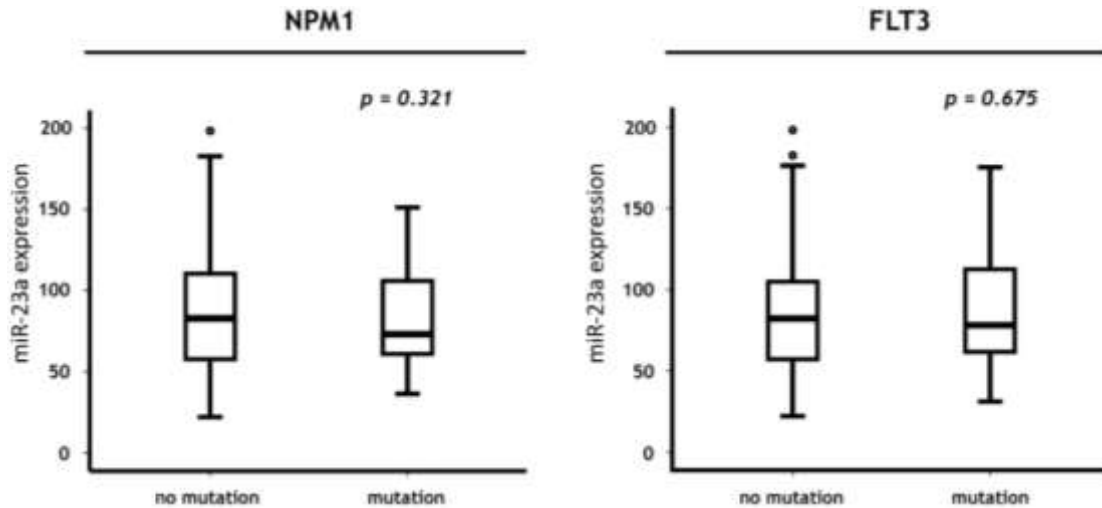 NPM1
p = 0.321
miR-23a expression
200
150
100
50
0
no mutation
mutation
FLT3
p = 0.675
miR-23a expression
200
150
100
50
0
no mutation
mutation